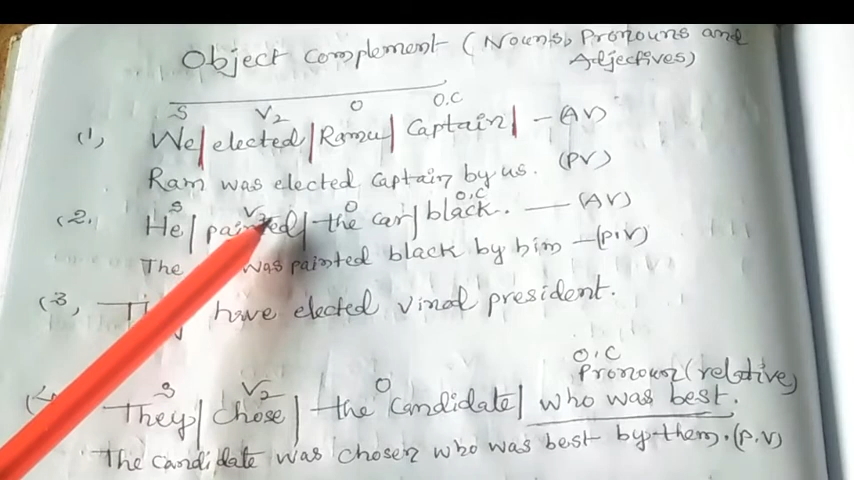 Object complement (Nouns, Pronouns and
Adjectives)
S V2 O O.C
(1) We| elected |Ramu| Captain| - (AV)
Ram was elected captain by us. (PV)
S V2 O O.C
(2. He| painted| the car| black. — (AV)
The was painted black by him - (P.V)
(3, have elected vinod president.
O.C
S V2 O Pronoun (relative)
They| chose| the candidate| who was best.
The candidate was chosen who was best by them. (P.V)